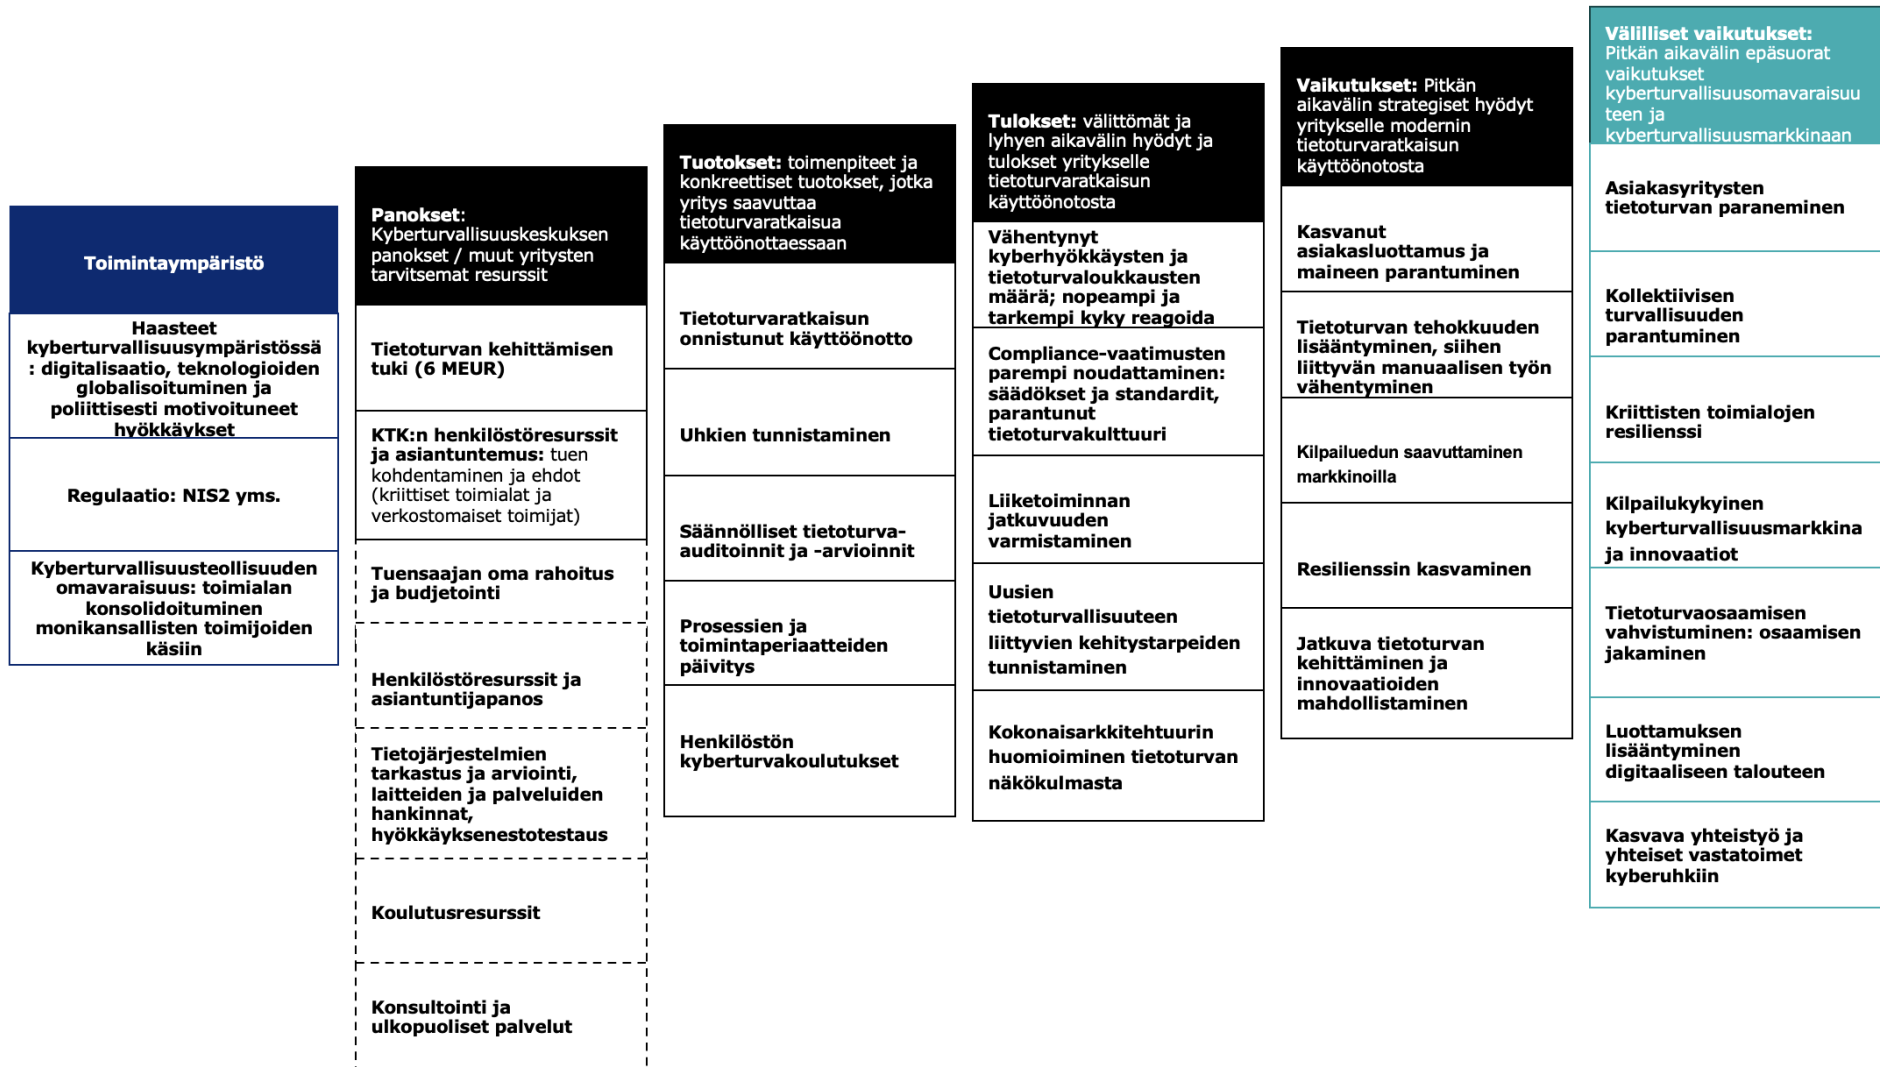 Toimintaympäristö
Haasteet
kyberturvallisuusympäristössä
: digitalisaatio, teknologioiden
globalisoituminen ja
poliittisesti motivoituneet
hyökkäykset
Regulaatio: NIS2 yms.
Kyberturvallisuusteollisuuden
omavaraisuus: toimialan
konsolidoituminen
monikansallisten toimijoiden
käsiin
Panokset:
Kyberturvallisuuskeskuksen
panokset / muut yritysten
tarvitsemat resurssit
Tietoturvan kehittämisen
tuki (6 MEUR)
KTK:n henkilöstöresurssit
ja asiantuntemus: tuen
kohdentaminen ja ehdot
(kriittiset toimialat ja
verkostomaiset toimijat)
Tuensaajan oma rahoitus
ja budjetointi
Henkilöstöresurssit ja
asiantuntijapanos
Tietojärjestelmien
tarkastus ja arviointi,
laitteiden ja palveluiden
hankinnat,
hyökkäyksenestotestaus
Koulutusresurssit
Konsultointi ja
ulkopuoliset palvelut
Tuotokset: toimenpiteet ja
konkreettiset tuotokset, jotka
yritys saavuttaa
tietoturvaratkaisua
käyttöönottaessaan
Tietoturvaratkaisun
onnistunut käyttöönotto
Uhkien tunnistaminen
Säännölliset tietoturva-
auditoinnit ja -arvioinnit
Prosessien ja
toimintaperiaatteiden
päivitys
Henkilöstön
kyberturvakoulutukset
Tulokset: välittömät ja
lyhyen aikavälin hyödyt ja
tulokset yritykselle
tietoturvaratkaisun
käyttöönotosta
Vähentynyt
kyberhyökkäysten ja
tietoturvaloukkausten
määrä; nopeampi ja
tarkempi kyky reagoida
Compliance-vaatimusten
parempi noudattaminen:
säädökset ja standardit,
parantunut
tietoturvakulttuuri
Liiketoiminnan
jatkuvuuden
varmistaminen
Uusien
tietoturvallisuuteen
liittyvien kehitystarpeiden
tunnistaminen
Kokonaisarkkitehtuurin
huomioiminen tietoturvan
näkökulmasta
Vaikutukset: Pitkän
aikavälin strategiset hyödyt
yritykselle modernin
tietoturvaratkaisun
käyttöönotosta
Kasvanut
asiakasluottamus ja
maineen parantuminen
Tietoturvan tehokkuuden
lisääntyminen, siihen
liittyvän manuaalisen työn
vähentyminen
Kilpailuedun saavuttaminen
markkinoilla
Resilienssin kasvaminen
Jatkuva tietoturvan
kehittäminen ja
innovaatioiden
mahdollistaminen
Välilliset vaikutukset:
Pitkän aikavälin epäsuorat
vaikutukset
kyberturvallisuusomavaraisuu
teen ja
kyberturvallisuusmarkkinaan
Asiakasyritysten
tietoturvan paraneminen
Kollektiivisen
turvallisuuden
parantuminen
Kriittisten toimialojen
resilienssi
Kilpailukykyinen
kyberturvallisuusmarkkina
ja innovaatiot
Tietoturvaosaamisen
vahvistuminen: osaamisen
jakaminen
Luottamuksen
lisääntyminen
digitaaliseen talouteen
Kasvava yhteistyö ja
yhteiset vastatoimet
kyberuhkiin